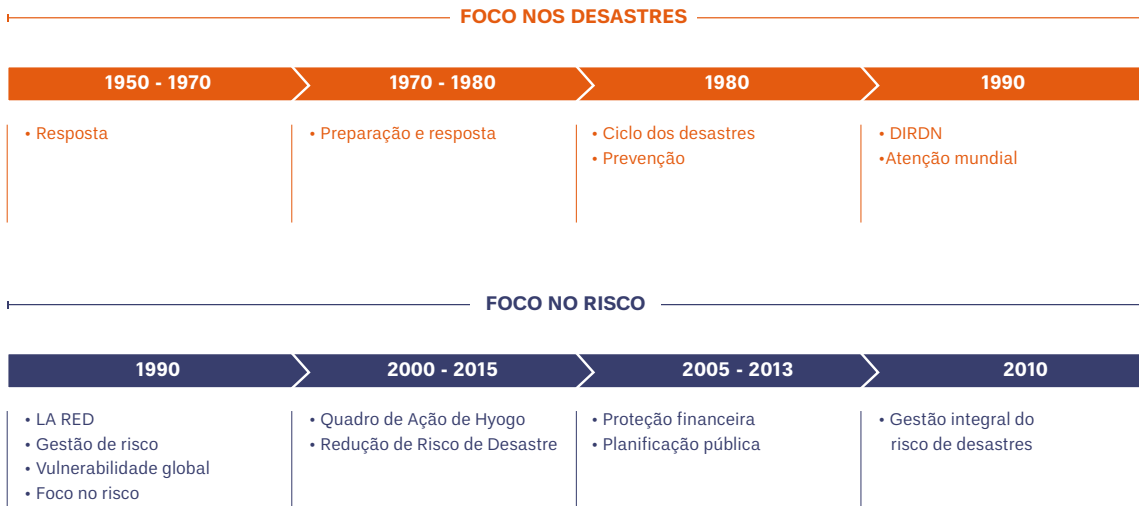 FOCO NOS DESASTRES
1950 - 1970
1970 - 1980
1980
1990
• Resposta
• Preparação e resposta
• Ciclo dos desastres
• Prevenção
• DIRDN
•Atenção mundial
FOCO NO RISCO
1990
2000 - 2015
2005 - 2013
2010
• LA RED
• Gestão de risco
• Vulnerabilidade global
• Foco no risco
• Quadro de Ação de Hyogo
• Redução de Risco de Desastre
• Proteção financeira
• Planificação pública
• Gestão integral do
risco de desastres